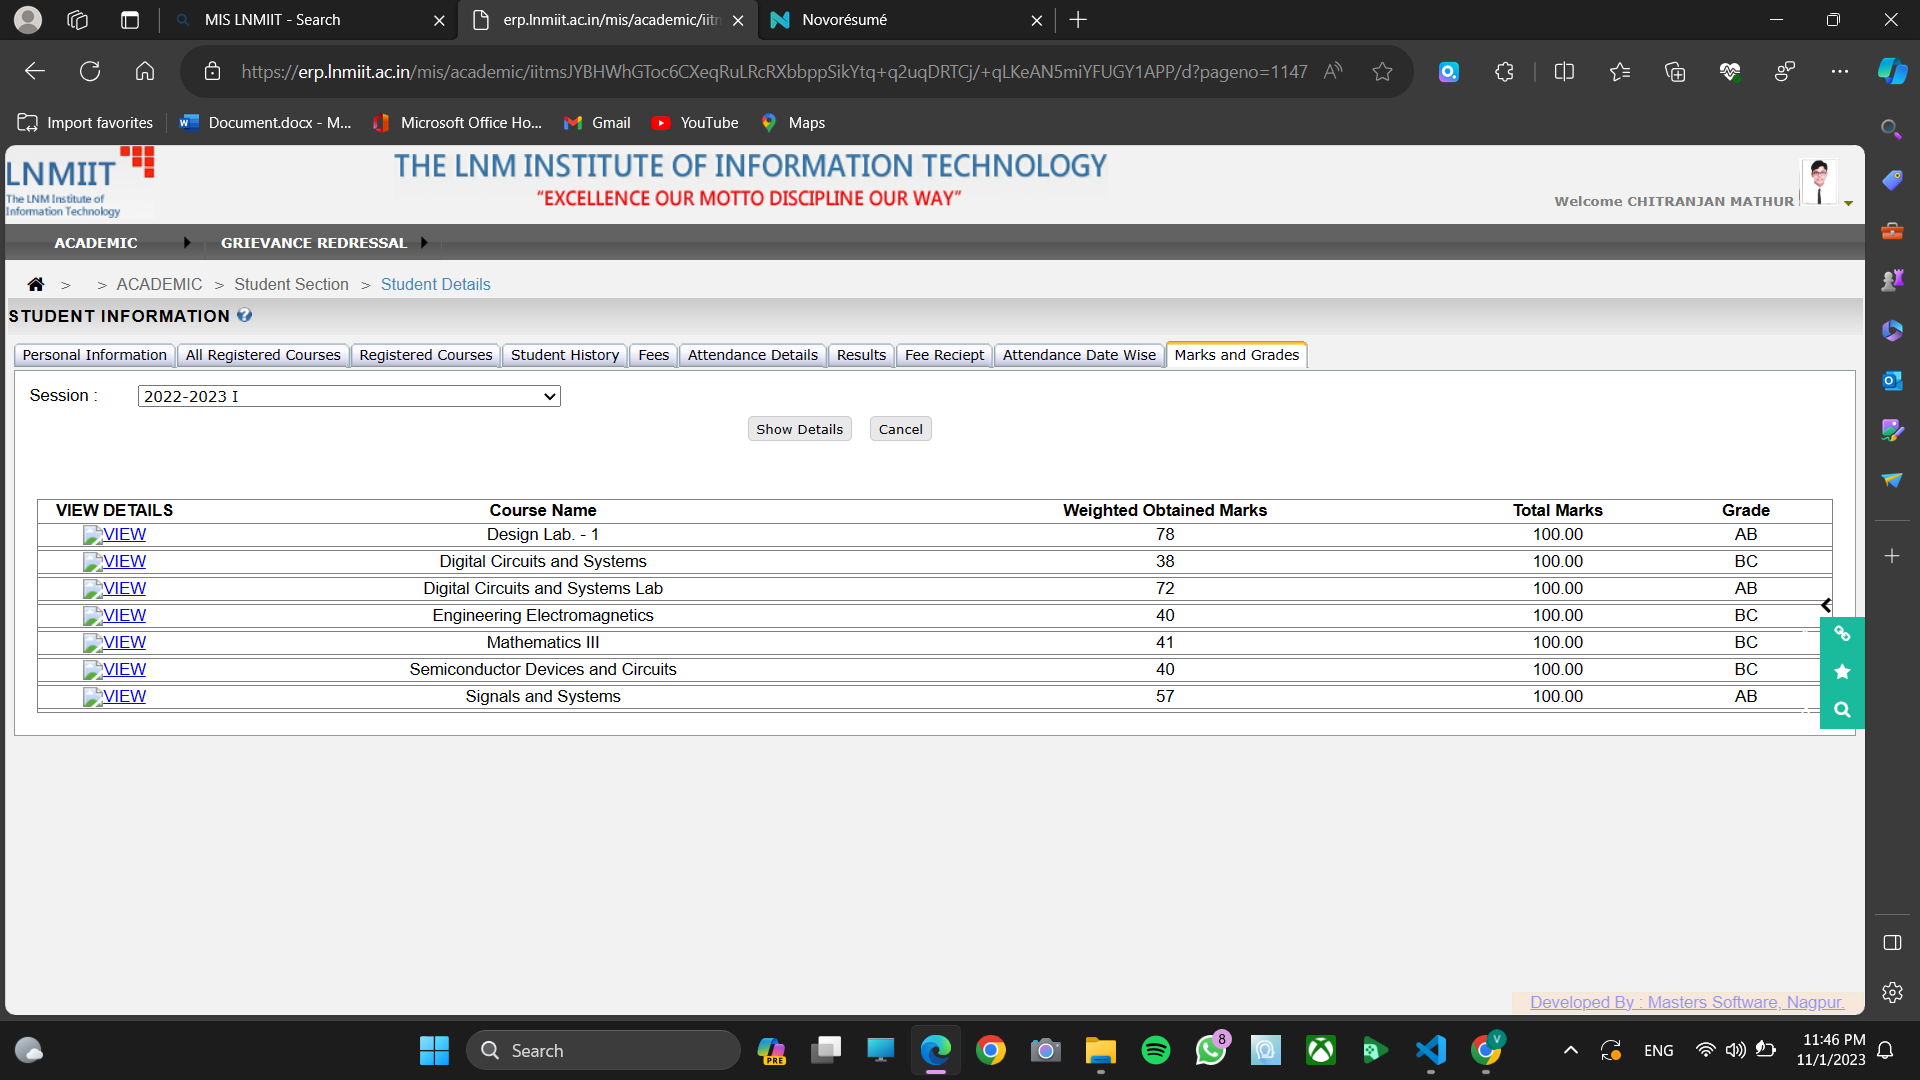 MIS LNMIIT - Search
erp.lnmiit.ac.in/mis/academic/iitm
Novorésumé
https://erp.lnmiit.ac.in/mis/academic/iitmsJYBHWhGToc6CXeqRuLRcRXbbppSikYtq+q2uqDRTCj/+qLKeAN5miYFUGY1APP/d?pageno=1147
Import favorites
Document.docx - M...
Microsoft Office Ho...
Gmail
YouTube
Maps
LNMIIT
The LNM Institute of
Information Technology
THE LNM INSTITUTE OF INFORMATION TECHNOLOGY
“EXCELLENCE OUR MOTTO DISCIPLINE OUR WAY”
Welcome CHITRANJAN MATHUR
ACADEMIC GRIEVANCE REDRESSAL
> > ACADEMIC > Student Section > Student Details
STUDENT INFORMATION
Personal Information All Registered Courses Registered Courses Student History Fees Attendance Details Results Fee Reciept Attendance Date Wise Marks and Grades
Session : 2022-2023 I
Show Details Cancel
VIEW DETAILS Course Name Weighted Obtained Marks Total Marks Grade
VIEW Design Lab. - 1 78 100.00 AB
VIEW Digital Circuits and Systems 38 100.00 BC
VIEW Digital Circuits and Systems Lab 72 100.00 AB
VIEW Engineering Electromagnetics 40 100.00 BC
VIEW Mathematics III 41 100.00 BC
VIEW Semiconductor Devices and Circuits 40 100.00 BC
VIEW Signals and Systems 57 100.00 AB
Developed By : Masters Software, Nagpur.
Search
PRE
8
V
ENG
11:46 PM
11/1/2023